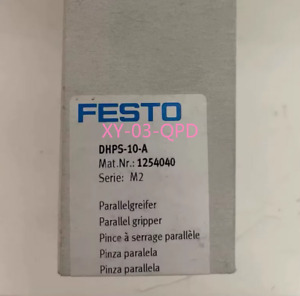 FESTO
XY-03-QPD
DHPS-10-A
Mat.Nr.: 1254040
Serie: M2
Parallelgreifer
Parallel gripper
Pince à serrage parallèle
Pinza paralela
Pinza parallela